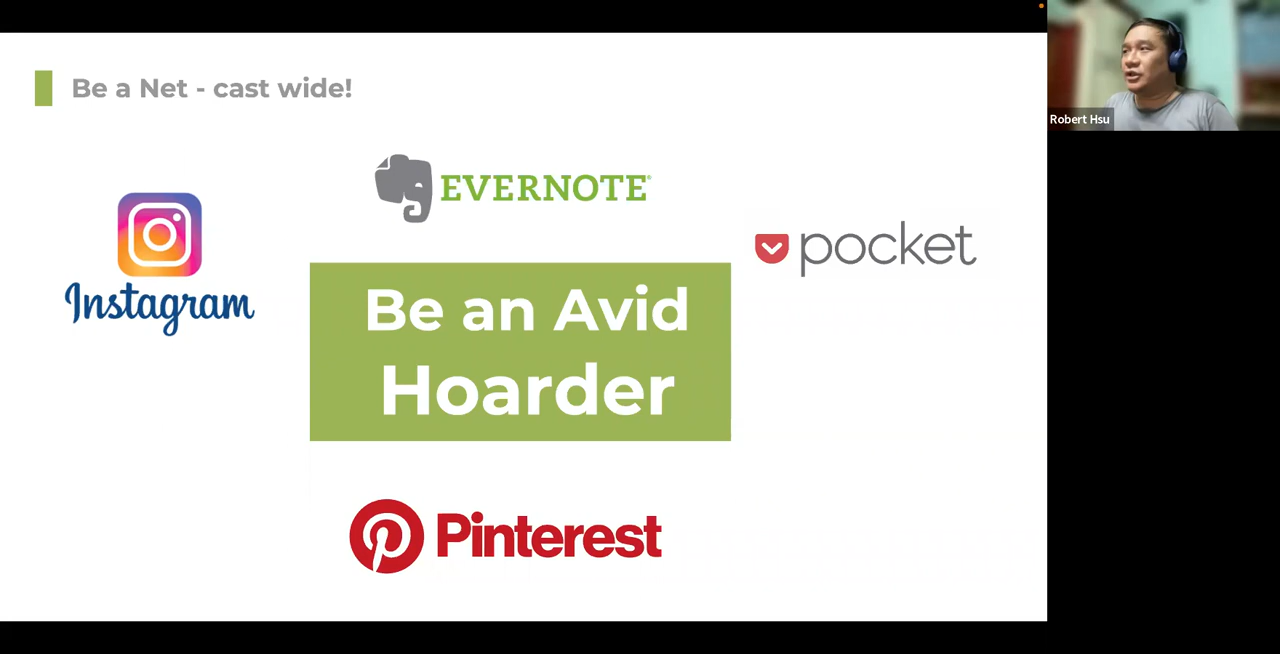 Be a Net - cast wide!
Robert Hsu
EVERNOTE®
Instagram
pocket
Be an Avid
Hoarder
Pinterest